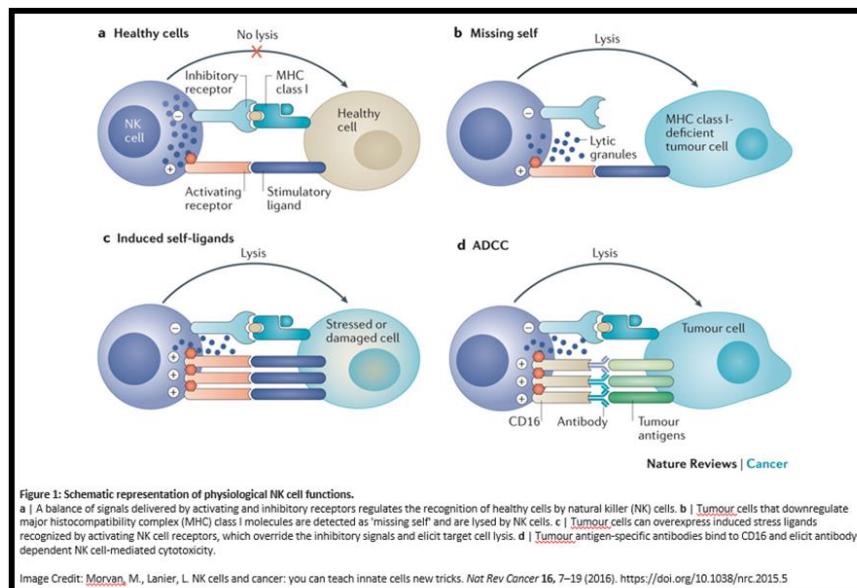 a Healthy cells
No lysis
Inhibitory
receptor
MHC
class I
NK
cell
Healthy
cell
Activating
receptor
Stimulatory
ligand
b Missing self
Lysis
MHC class I-
deficient
tumour cell
Lytic
granules
c Induced self-ligands
Lysis
Stressed or
damaged cell
d ADCC
Lysis
Tumour cell
CD16
Antibody
Tumour
antigens
Nature Reviews | Cancer
Figure 1: Schematic representation of physiological NK cell functions.
a | A balance of signals delivered by activating and inhibitory receptors regulates the recognition of healthy cells by natural killer (NK) cells. b | Tumour cells that downregulate
major histocompatibility complex (MHC) class I molecules are detected as 'missing self' and are lysed by NK cells. c | Tumour cells can overexpress induced stress ligands
recognized by activating NK cell receptors, which override the inhibitory signals and elicit target cell lysis. d | Tumour antigen-specific antibodies bind to CD16 and elicit antibody-
dependent NK cell-mediated cytotoxicity.
Image Credit: Morvan, M., Lanier, L. NK cells and cancer: you can teach innate cells new tricks. Nat Rev Cancer 16, 7–19 (2016). https://doi.org/10.1038/nrc.2015.5